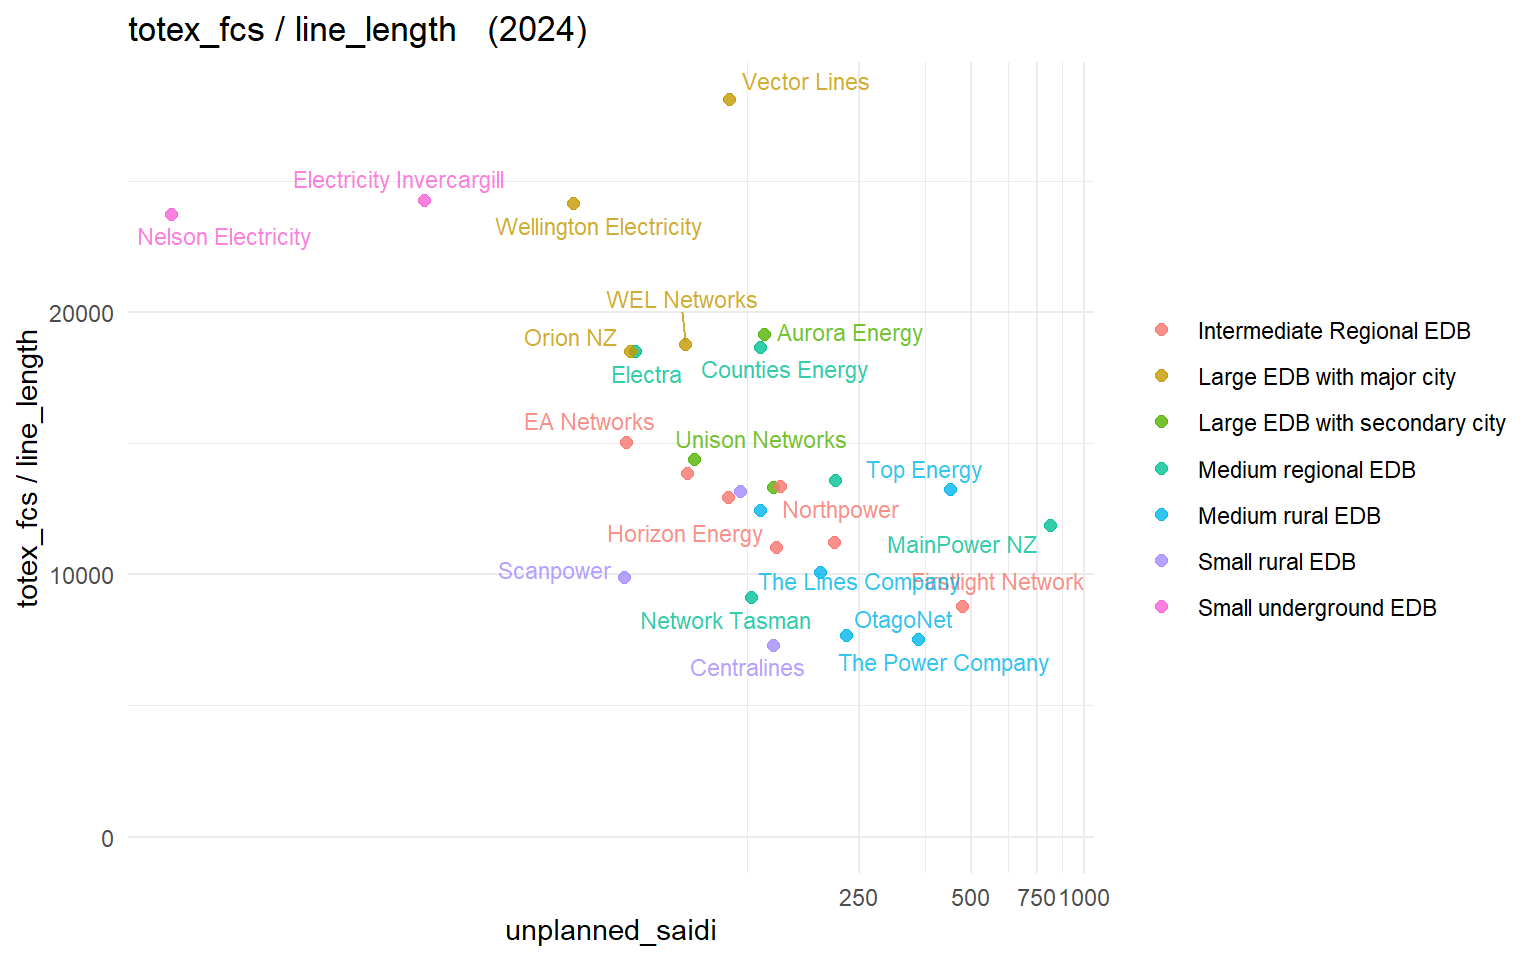 totex_fcs / line_length   (2024)
Vector Lines
Electricity Invercargill
Nelson Electricity
Wellington Electricity
WEL Networks
Orion NZ
Aurora Energy
Electra
Counties Energy
EA Networks
Unison Networks
Top Energy
Northpower
Horizon Energy
MainPower NZ
Scanpower
The Lines Company
Firstlight Network
Network Tasman
OtagoNet
Centralines
The Power Company
20000
10000
0
totex_fcs / line_length
250
500
750
1000
unplanned_saidi
Intermediate Regional EDB
Large EDB with major city
Large EDB with secondary city
Medium regional EDB
Medium rural EDB
Small rural EDB
Small underground EDB